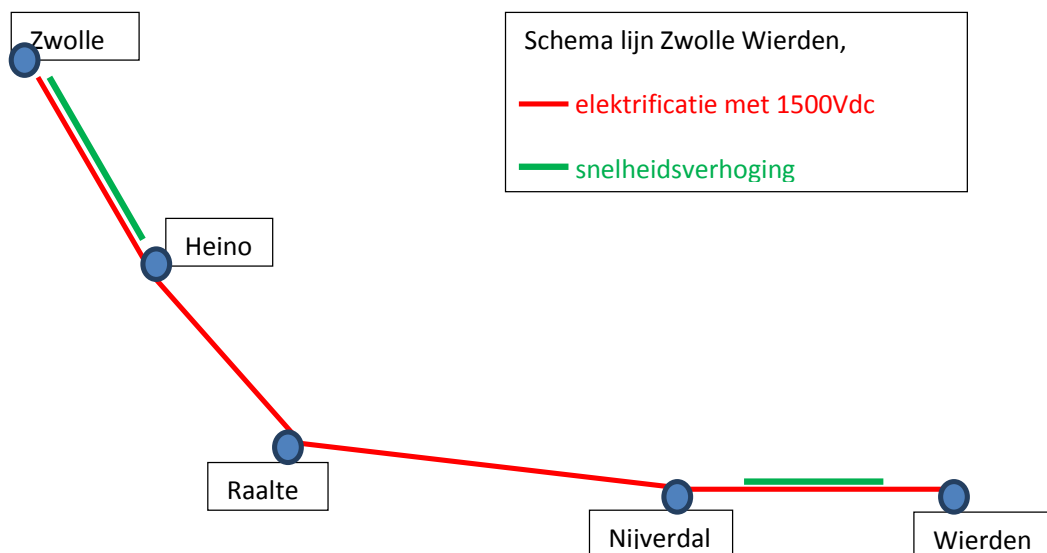 Zwolle
Schema lijn Zwolle Wierden,
elektrificatie met 1500Vdc
snelheidsverhoging
Heino
Raalte
Nijverdal
Wierden